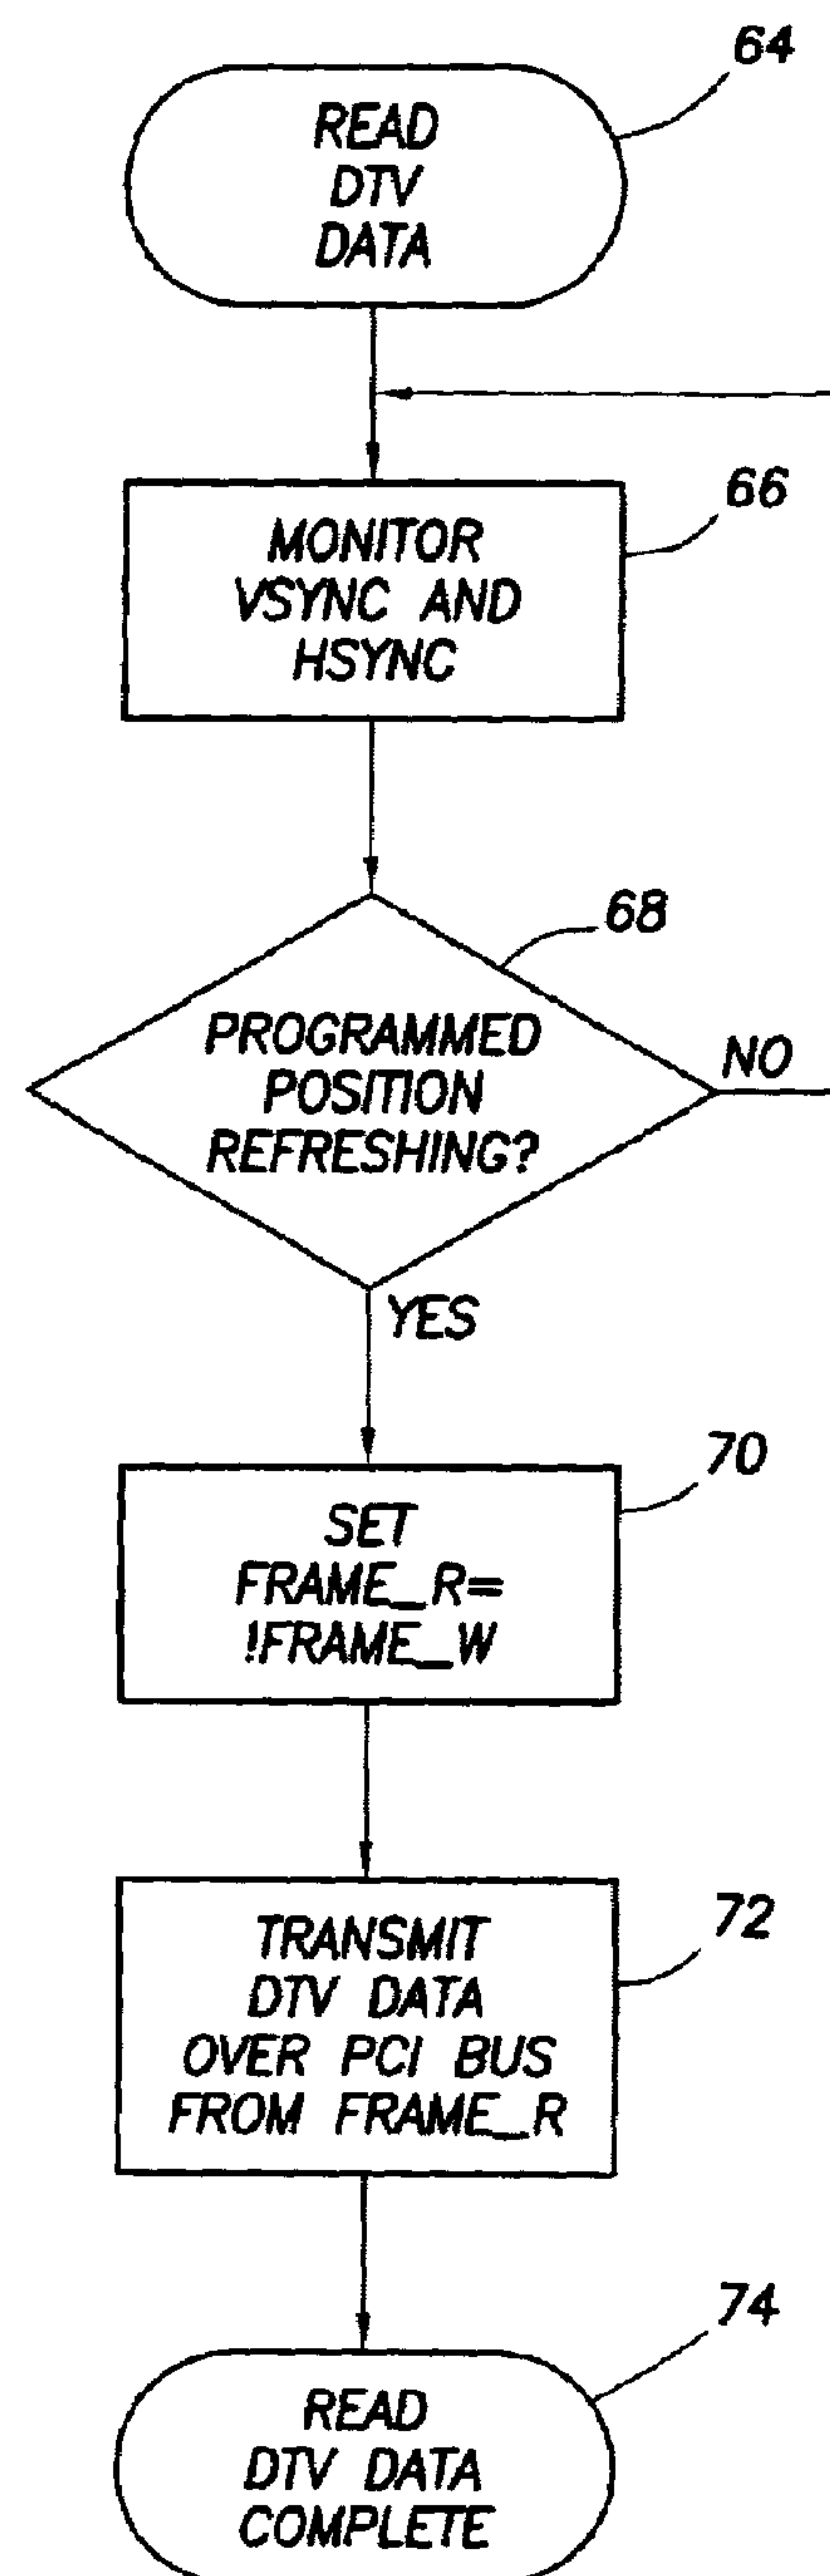 64
READ
DTV
DATA
66
MONITOR
VSYNC AND
HSYNC
68
PROGRAMMED
POSITION
REFRESHING?
NO
YES
70
SET
FRAME_R=
!FRAME_W
72
TRANSMIT
DTV DATA
OVER PCI BUS
FROM FRAME_R
74
READ
DTV DATA
COMPLETE